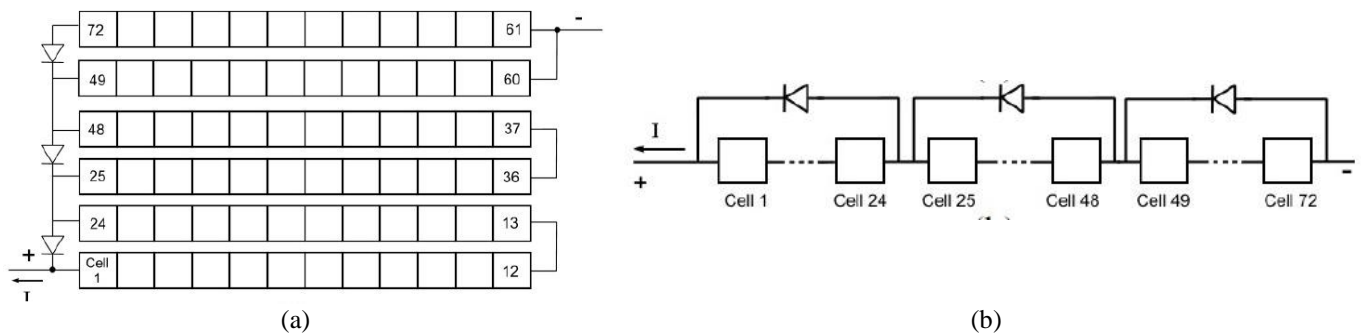 72 61 -
49 60
48 37
25 36
24 13
+ Cell 1 12
I
(a)
I
+ -
Cell 1 Cell 24 Cell 25 Cell 48 Cell 49 Cell 72
(b)